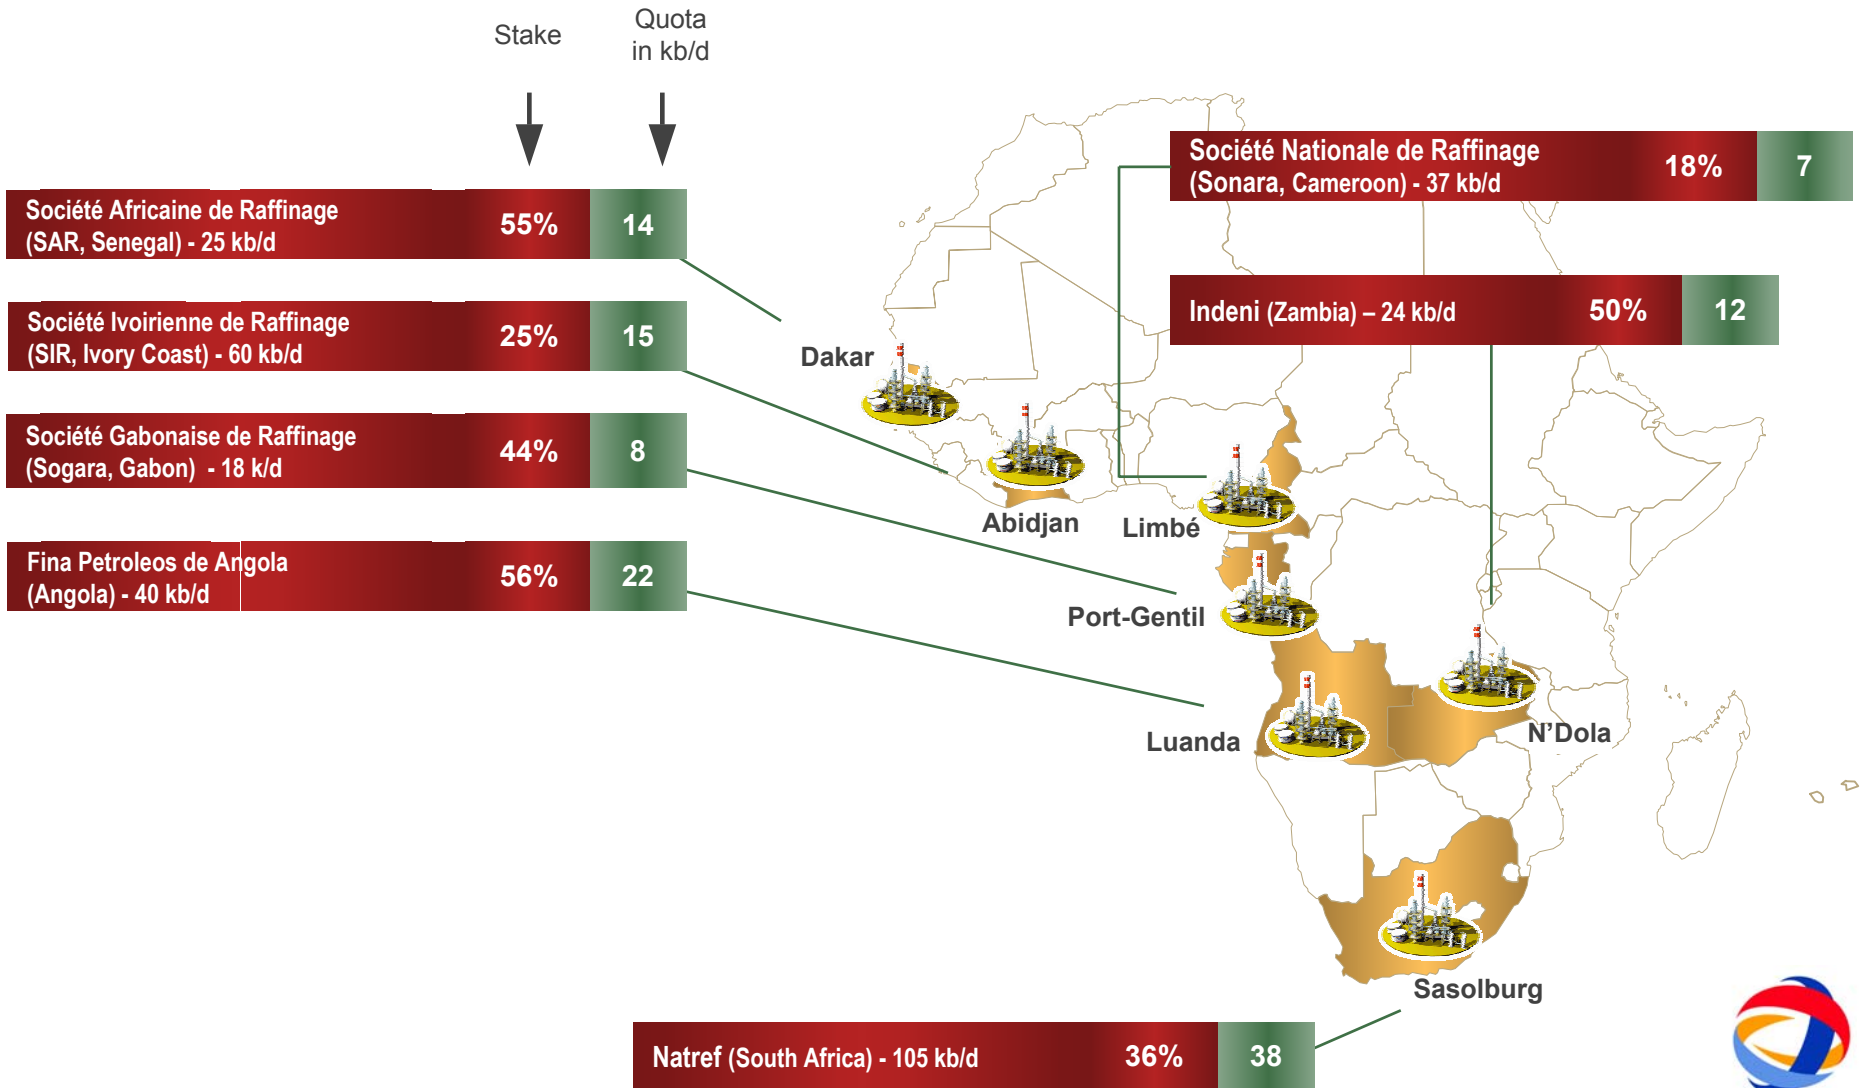 Stake
Quota
in kb/d
Société Africaine de Raffinage
(SAR, Senegal) - 25 kb/d
55%
14
Société Ivoirienne de Raffinage
(SIR, Ivory Coast) - 60 kb/d
25%
15
Société Gabonaise de Raffinage
(Sogara, Gabon) - 18 k/d
44%
8
Fina Petroleos de Angola
(Angola) - 40 kb/d
56%
22
Société Nationale de Raffinage
(Sonara, Cameroon) - 37 kb/d
18%
7
Indeni (Zambia) – 24 kb/d
50%
12
Dakar
Abidjan
Limbé
Port-Gentil
Luanda
N'Dola
Sasolburg
Natref (South Africa) - 105 kb/d
36%
38